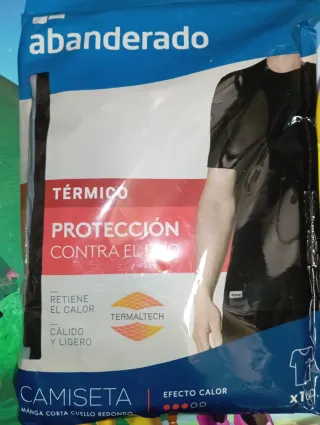 abanderado
TÉRMICO
PROTECCIÓN
CONTRA EL FRÍO
RETIENE
EL CALOR
TERMALTECH
CÁLIDO
Y LIGERO
CAMISETA
EFECTO CALOR
MANGA CORTA CUELLO REDONDO
x1